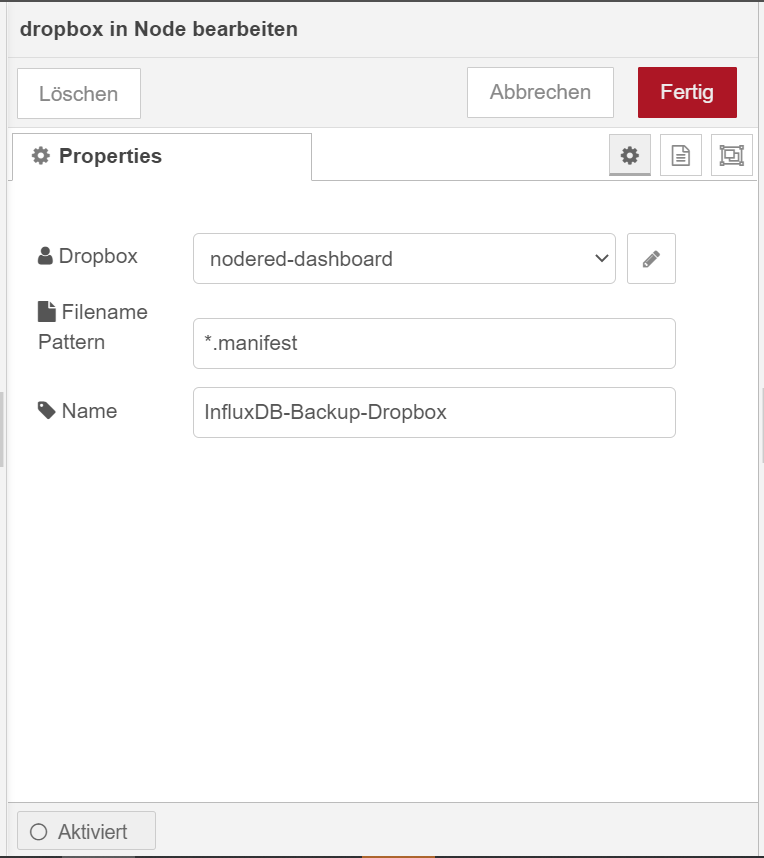 dropbox in Node bearbeiten
Löschen
Abbrechen
Fertig
Properties
Dropbox
nodered-dashboard
Filename
Pattern
*.manifest
Name
InfluxDB-Backup-Dropbox
Aktiviert